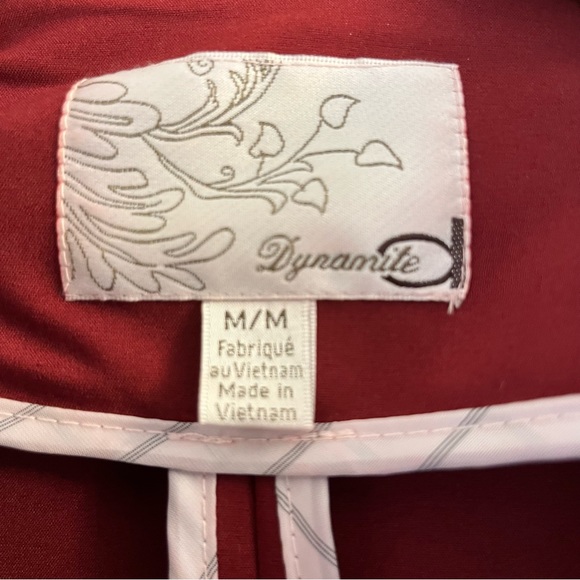 Dynamite
M/M
Fabriqué
au Vietnam
Made in
Vietnam